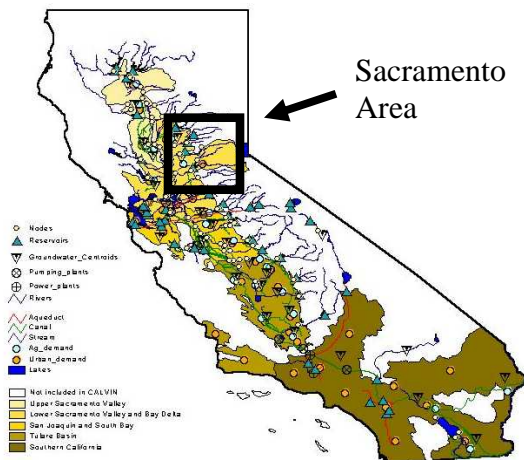 Sacramento
Area
Nodes
Reservoirs
Groundwater_Centroids
Pumping_plants
Power_plants
Rivers
Aqueduct
Canal
Stream
Ag_demand
Urban_demand
Lakes
Not included in CALVIN
Upper Sacramento Valley
Lower Sacramento Valley and Bay Delta
San Joaquin and South Bay
Tulare Basin
Southern California